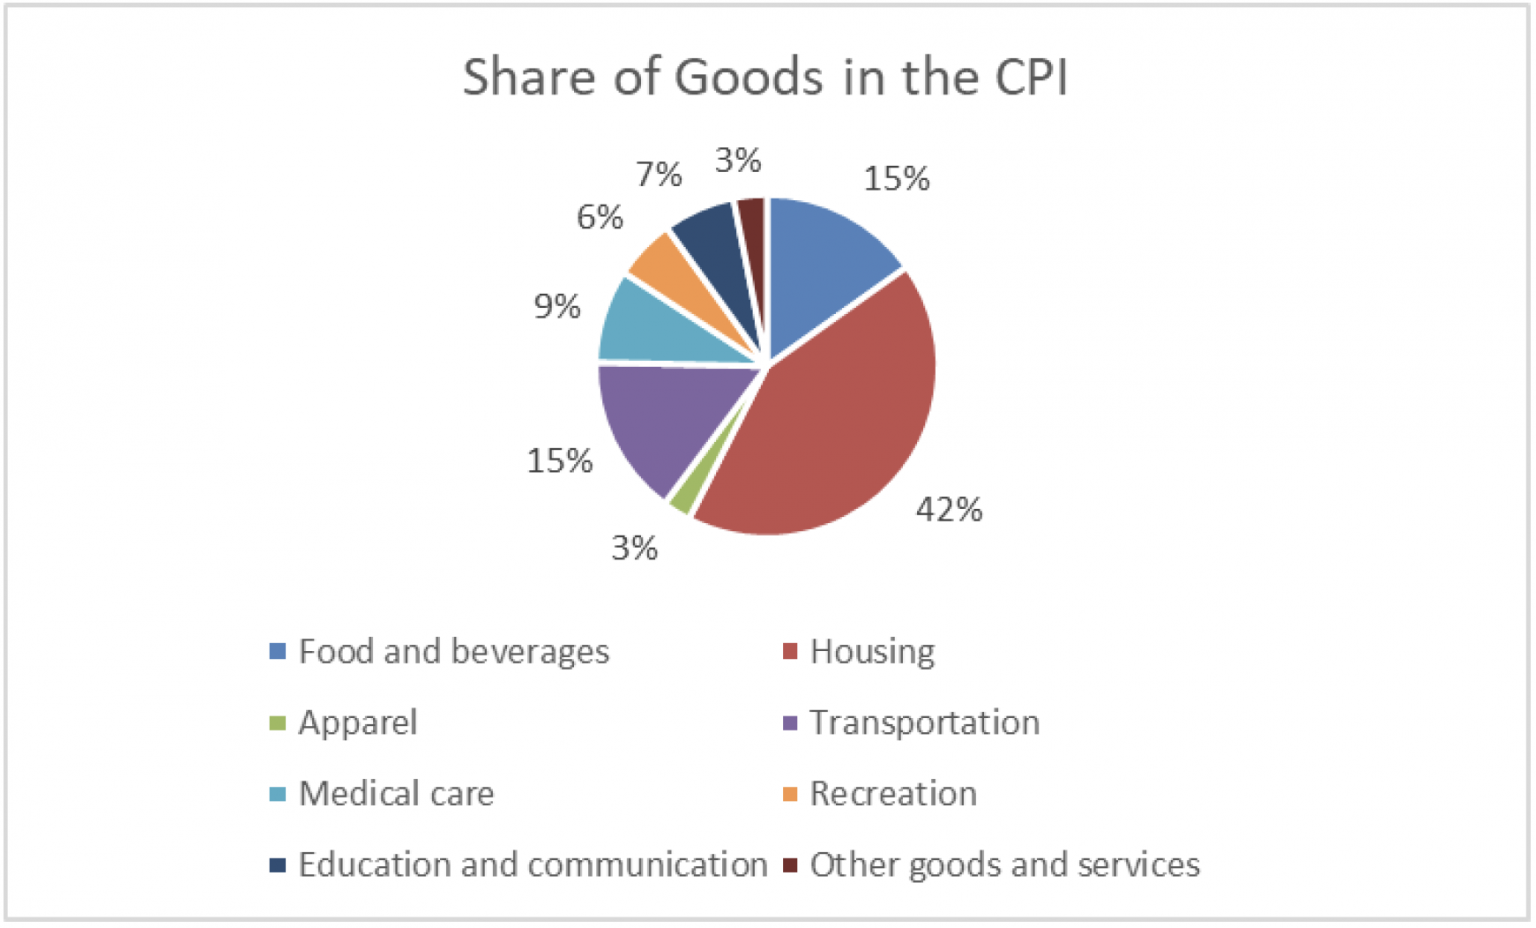 Share of Goods in the CPI
3%
7%
15%
6%
9%
15%
42%
3%
Food and beverages
Housing
Apparel
Transportation
Medical care
Recreation
Education and communication
Other goods and services